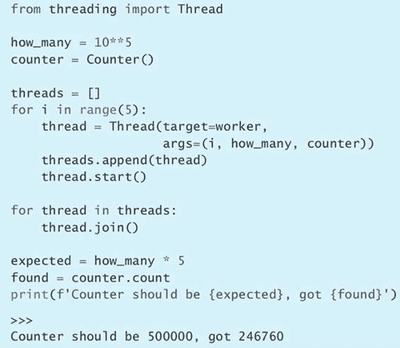 from threading import Thread
how_many = 10**5
counter = Counter()
threads = []
for i in range(5):
    thread = Thread(target=worker,
                    args=(i, how_many, counter))
    threads.append(thread)
    thread.start()
for thread in threads:
    thread.join()
expected = how_many * 5
found = counter.count
print(f'Counter should be {expected}, got {found}')
>>>
Counter should be 500000, got 246760